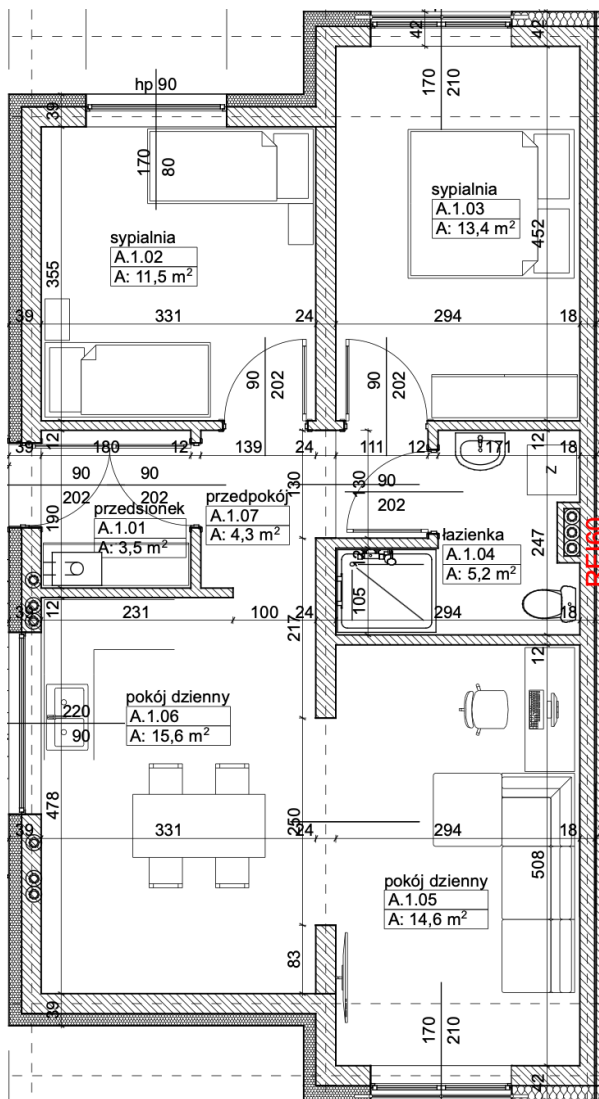 42
42
hp 90
170
210
39
170
80
sypialnia
A.1.03
A: 13,4 m²
452
sypialnia
A.1.02
A: 11,5 m²
355
39
331
24
294
18
90
202
90
202
12
39
180
12
139
24
111
12
171
12
18
90
90
202
202
130
130
90
202
Z
190
przedsionek
A.1.01
A: 3,5 m²
przedpokój
A.1.07
A: 4,3 m²
łazienka
A.1.04
A: 5,2 m²
247
REI60
12
105
12
39
231
100
24
294
18
217
12
pokój dzienny
A.1.06
A: 15,6 m²
220
90
478
250
39
331
24
294
18
508
pokój dzienny
A.1.05
A: 14,6 m²
83
39
170
210
42
42